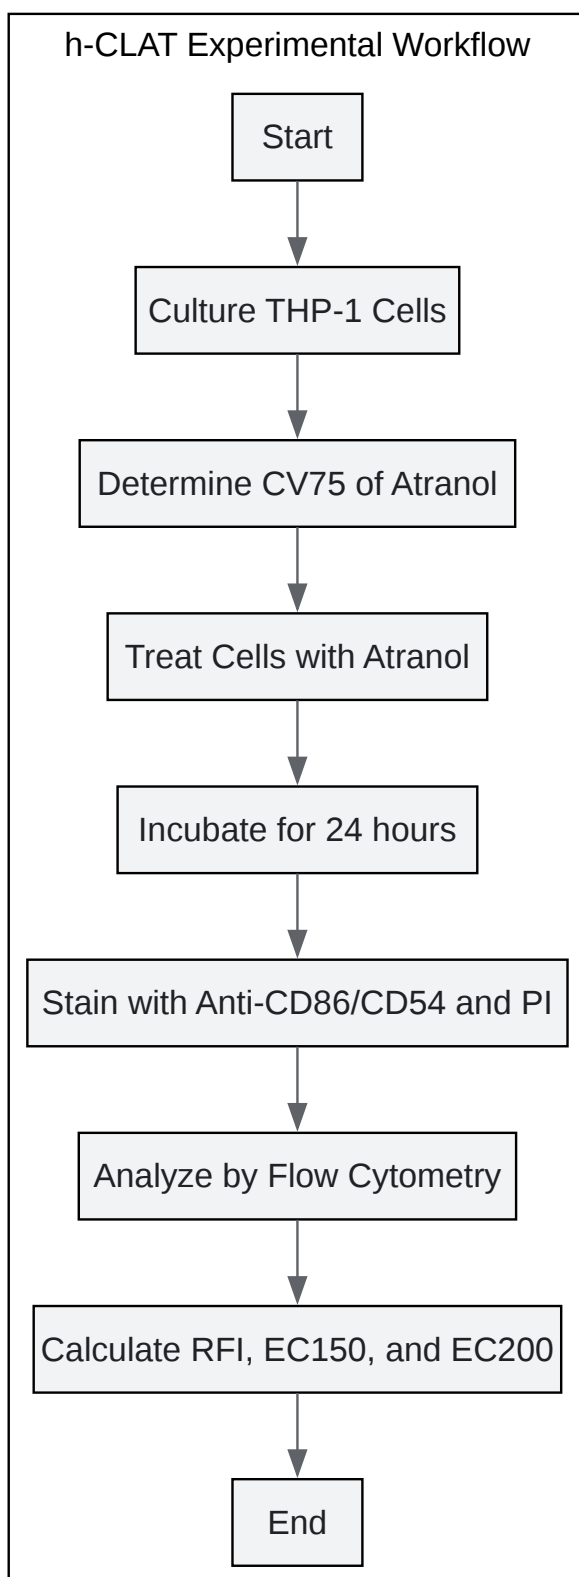 h-CLAT Experimental Workflow
Start
Culture THP-1 Cells
Determine CV75 of Atranol
Treat Cells with Atranol
Incubate for 24 hours
Stain with Anti-CD86/CD54 and PI
Analyze by Flow Cytometry
Calculate RFI, EC150, and EC200
End